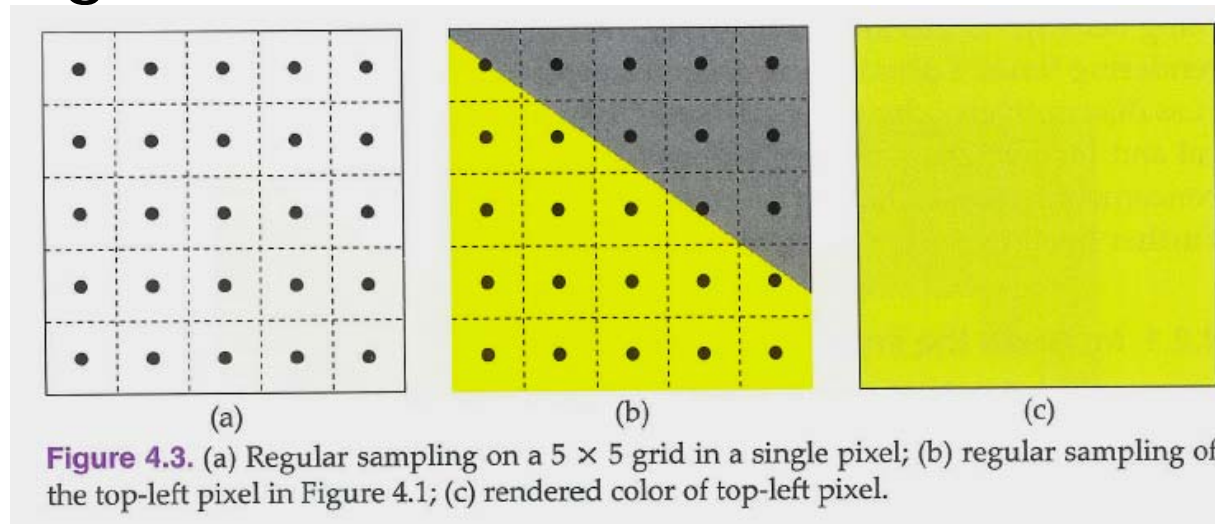 (a)
(b)
(c)
Figure 4.3. (a) Regular sampling on a 5 × 5 grid in a single pixel; (b) regular sampling of
the top-left pixel in Figure 4.1; (c) rendered color of top-left pixel.